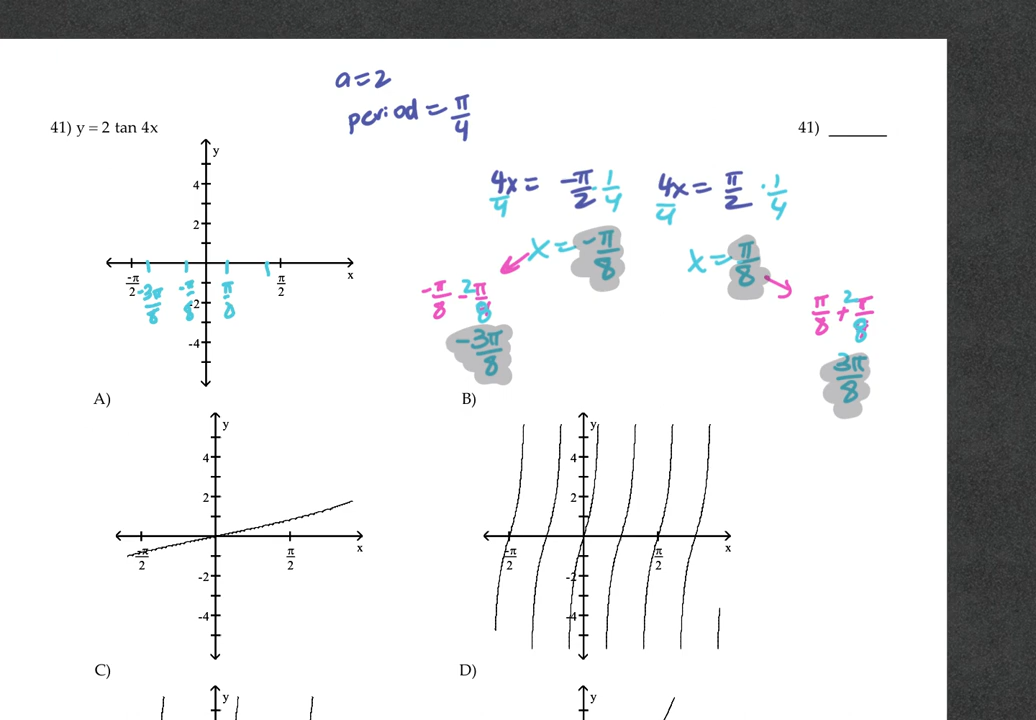 a=2
period = π/4
41) y = 2 tan 4x
41) ______
y
4
2
-2
-4
x
-π/2
π/2
-3π/8
-π/8
π/8
4x/4 = -π/2 · 1/4
4x/4 = π/2 · 1/4
x = -π/8
x = π/8
-π/8 - 2π/8
π/8 + 2π/8
-3π/8
3π/8
A)
B)
y
4
2
-2
-4
x
-π/2
π/2
y
4
2
-2
-4
x
-π/2
π/2
C)
D)
y
y